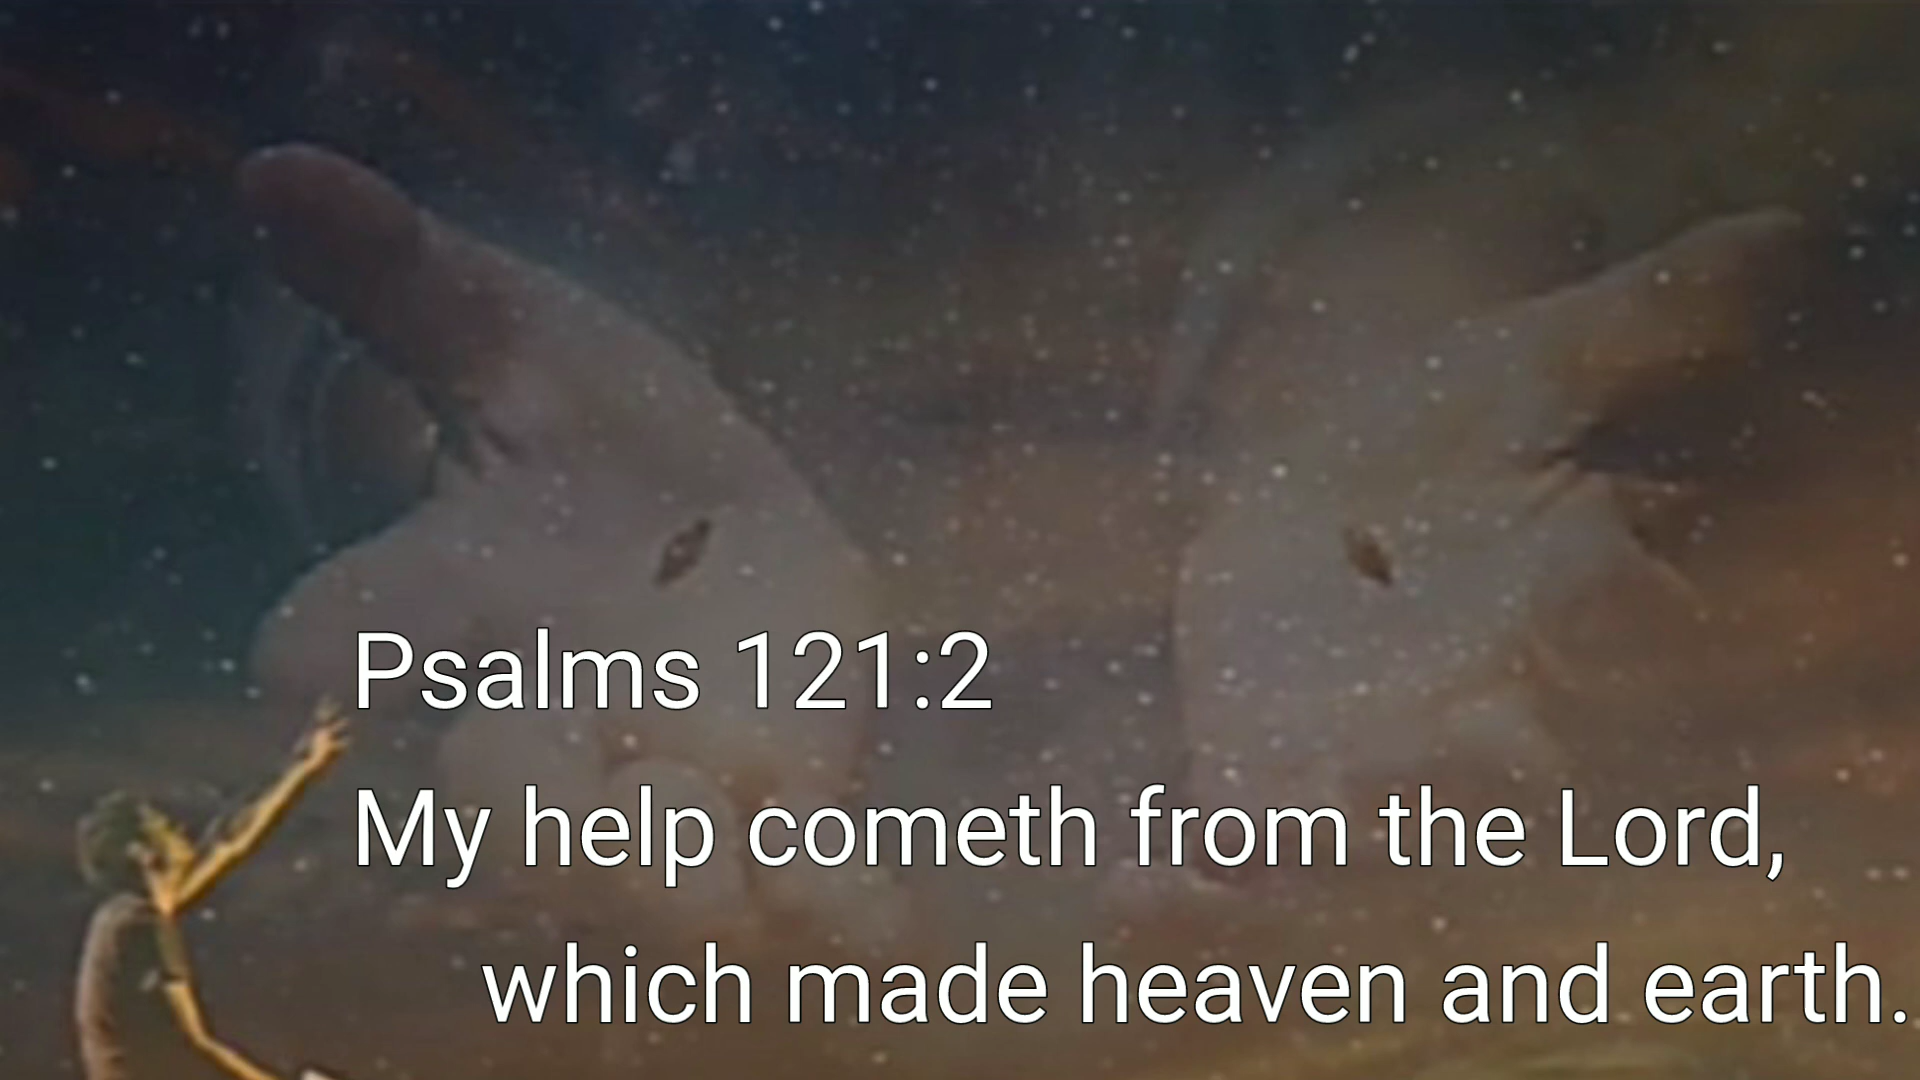 Psalms 121:2
My help cometh from the Lord,
which made heaven and earth.